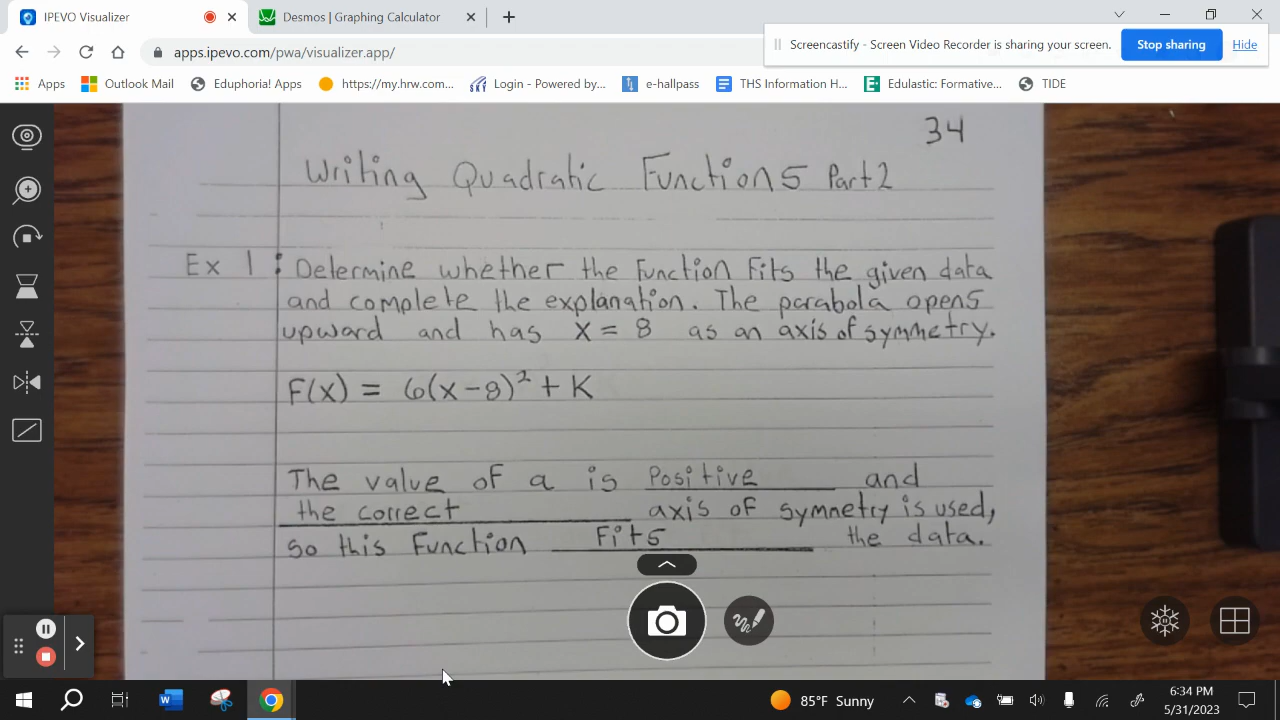 IPEVO Visualizer
Desmos | Graphing Calculator
apps.ipevo.com/pwa/visualizer.app/
Screencastify - Screen Video Recorder is sharing your screen.
Stop sharing
Hide
Apps
Outlook Mail
Eduphoria! Apps
https://my.hrw.com...
Login - Powered by...
e-hallpass
THS Information H...
Edulastic: Formative...
TIDE
34
Writing Quadratic Functions Part 2
Ex 1: Determine whether the function fits the given data
and complete the explanation. The parabola opens
upward and has x = 8 as an axis of symmetry.
F(x) = 6(x-8)² + K
The value of a is Positive and
the correct axis of symmetry is used,
so this function Fits the data.
85°F Sunny
6:34 PM
5/31/2023